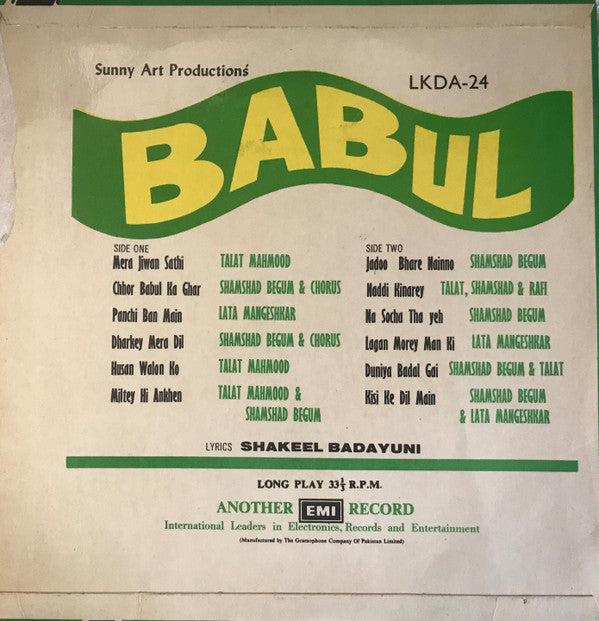 Sunny Art Productions'
LKDA-24
BABUL
SIDE ONE
Mera Jiwan Sathi TALAT MAHMOOD
Chhor Babul Ka Ghar SHAMSHAD BEGUM & CHORUS
Panchi Ban Main LATA MANGESHKAR
Dharkey Mera Dil SHAMSHAD BEGUM & CHORUS
Husan Walon Ko TALAT MAHMOOD
Miltey Hi Ankhen TALAT MAHMOOD &
SHAMSHAD BEGUM
SIDE TWO
Jadoo Bhare Nainno SHAMSHAD BEGUM
Naddi Kinarey TALAT, SHAMSHAD & RAFI
Na Socha Tha yeh SHAMSHAD BEGUM
Lagan Morey Man Ki LATA MANGESHKAR
Duniya Badal Gai SHAMSHAD BEGUM & TALAT
Kisi Ke Dil Main SHAMSHAD BEGUM
& LATA MANGESHKAR
LYRICS SHAKEEL BADAYUNI
LONG PLAY 33⅓ R.P.M.
ANOTHER EMI RECORD
International Leaders in Electronics, Records and Entertainment
(Manufactured by The Gramophone Company Of Pakistan Limited)